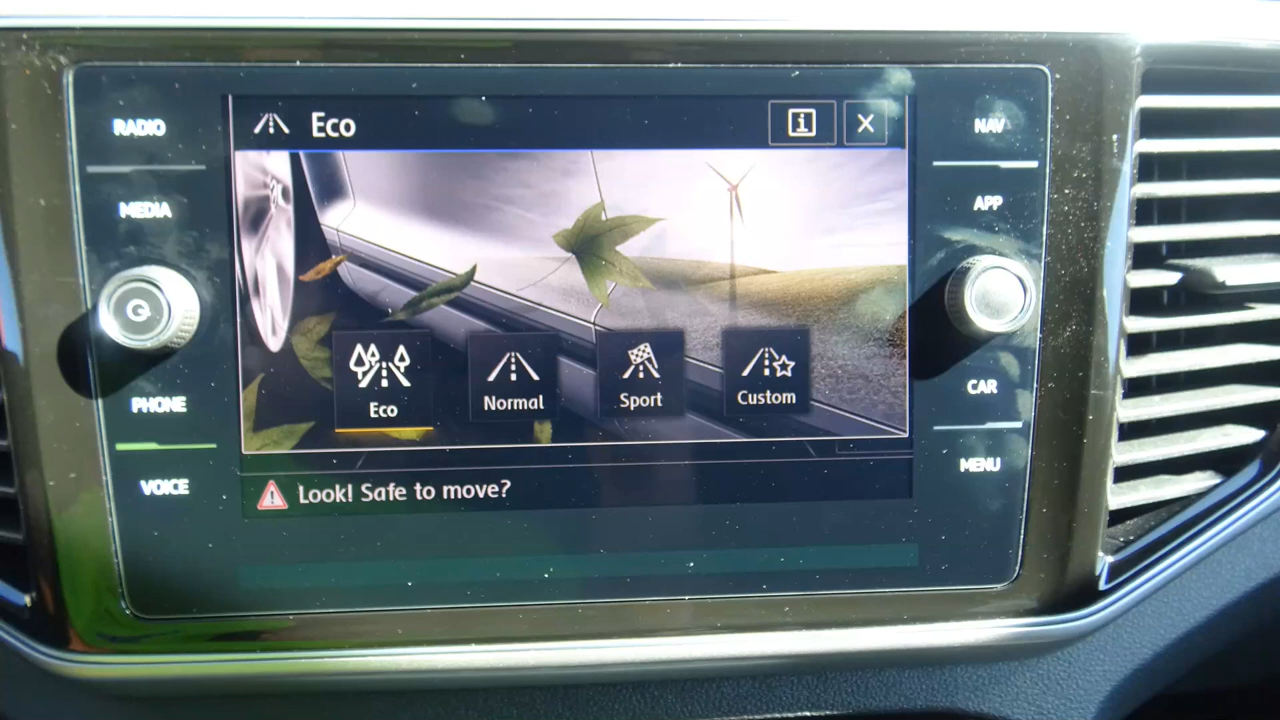 RADIO
MEDIA
PHONE
VOICE
Eco
i
Eco
Normal
Sport
Custom
Look! Safe to move?
NAV
APP
CAR
MENU